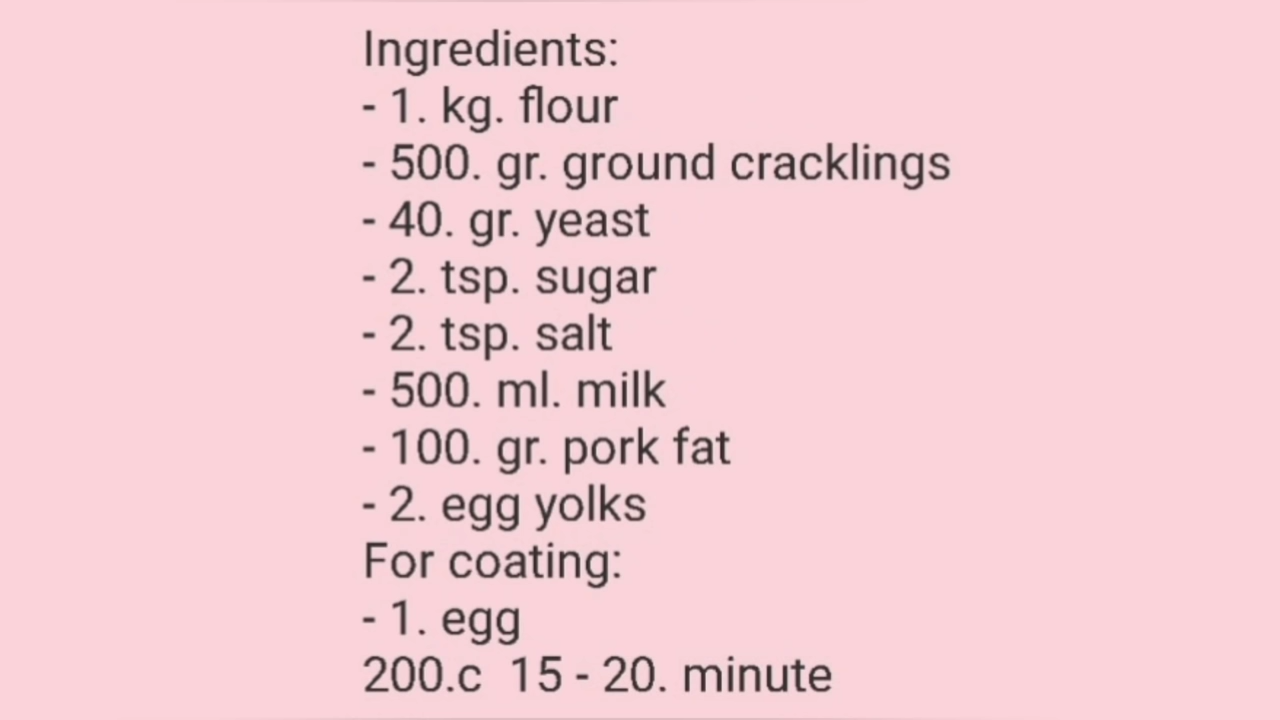 Ingredients:
- 1. kg. flour
- 500. gr. ground cracklings
- 40. gr. yeast
- 2. tsp. sugar
- 2. tsp. salt
- 500. ml. milk
- 100. gr. pork fat
- 2. egg yolks
For coating:
- 1. egg
200.c  15 - 20. minute